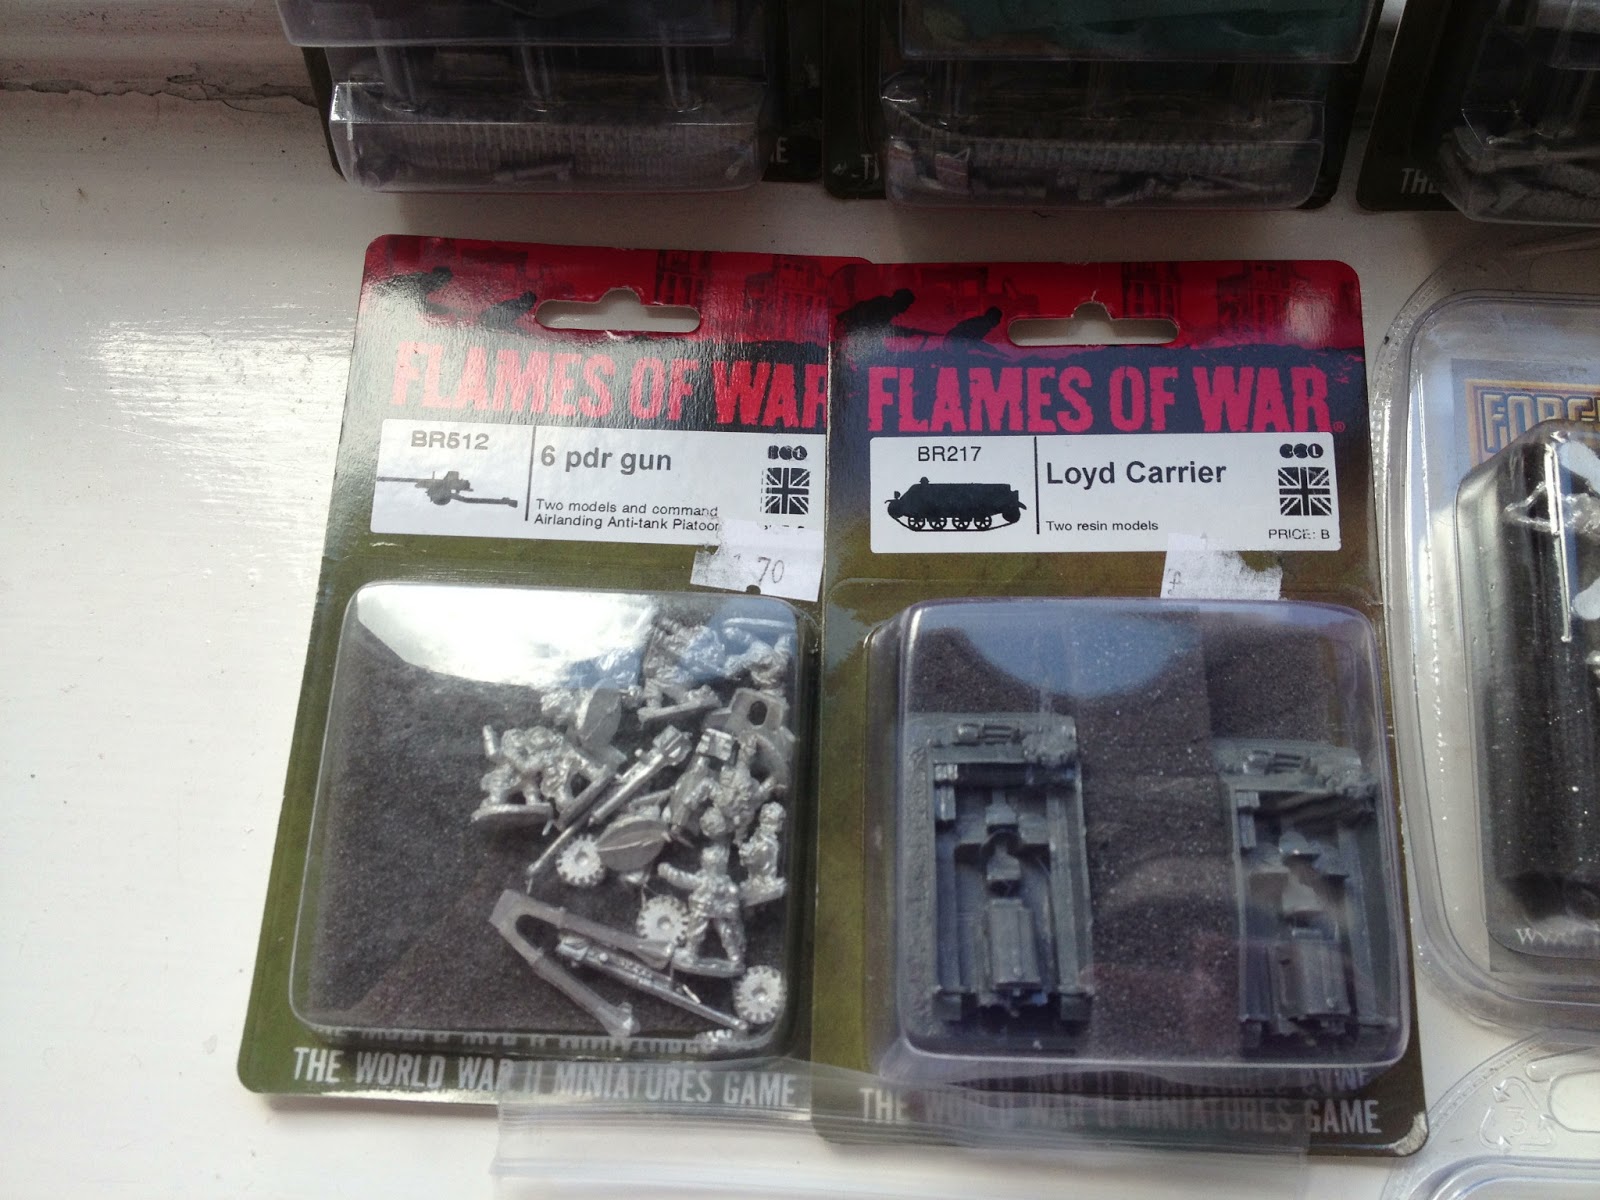 FLAMES OF WAR
BR512
6 pdr gun
Two models and command
Airlanding Anti-tank Platoon
70
THE WORLD WAR II MINIATURES GAME
FLAMES OF WAR®
BR217
Loyd Carrier
Two resin models
PRICE: B
£
THE WORLD WAR II MINIATURES GAME